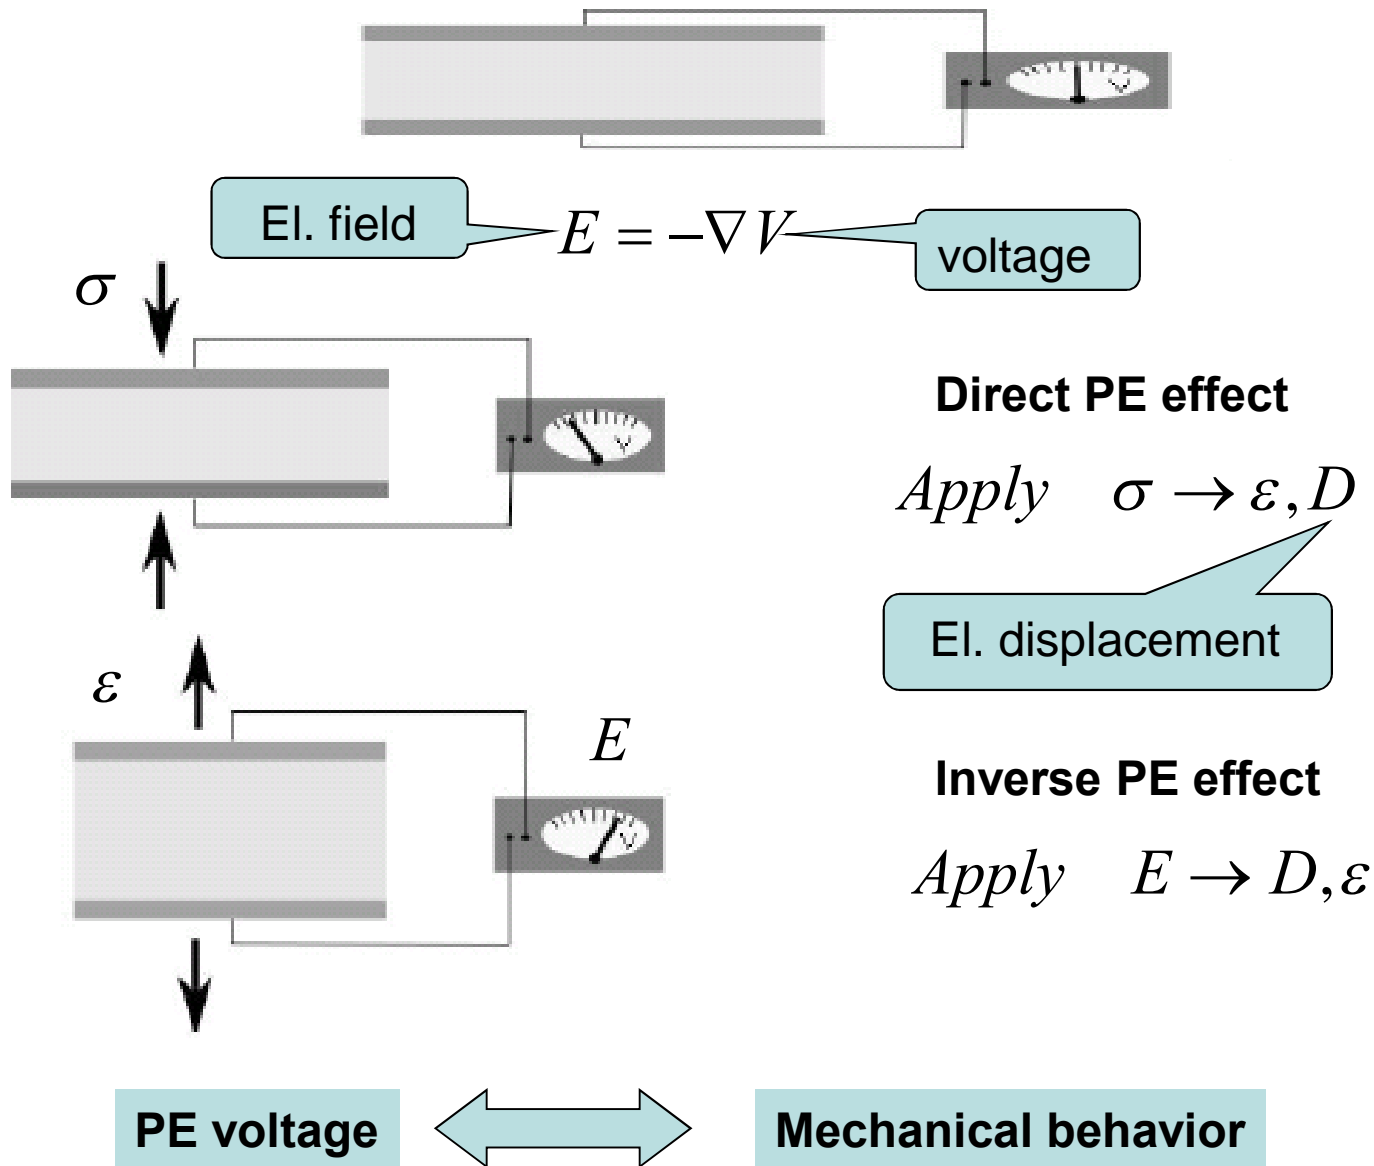 V
El. field
E = −∇V
voltage
σ
V
Direct PE effect
Apply σ → ε, D
El. displacement
ε
E
V
Inverse PE effect
Apply E → D, ε
PE voltage
Mechanical behavior